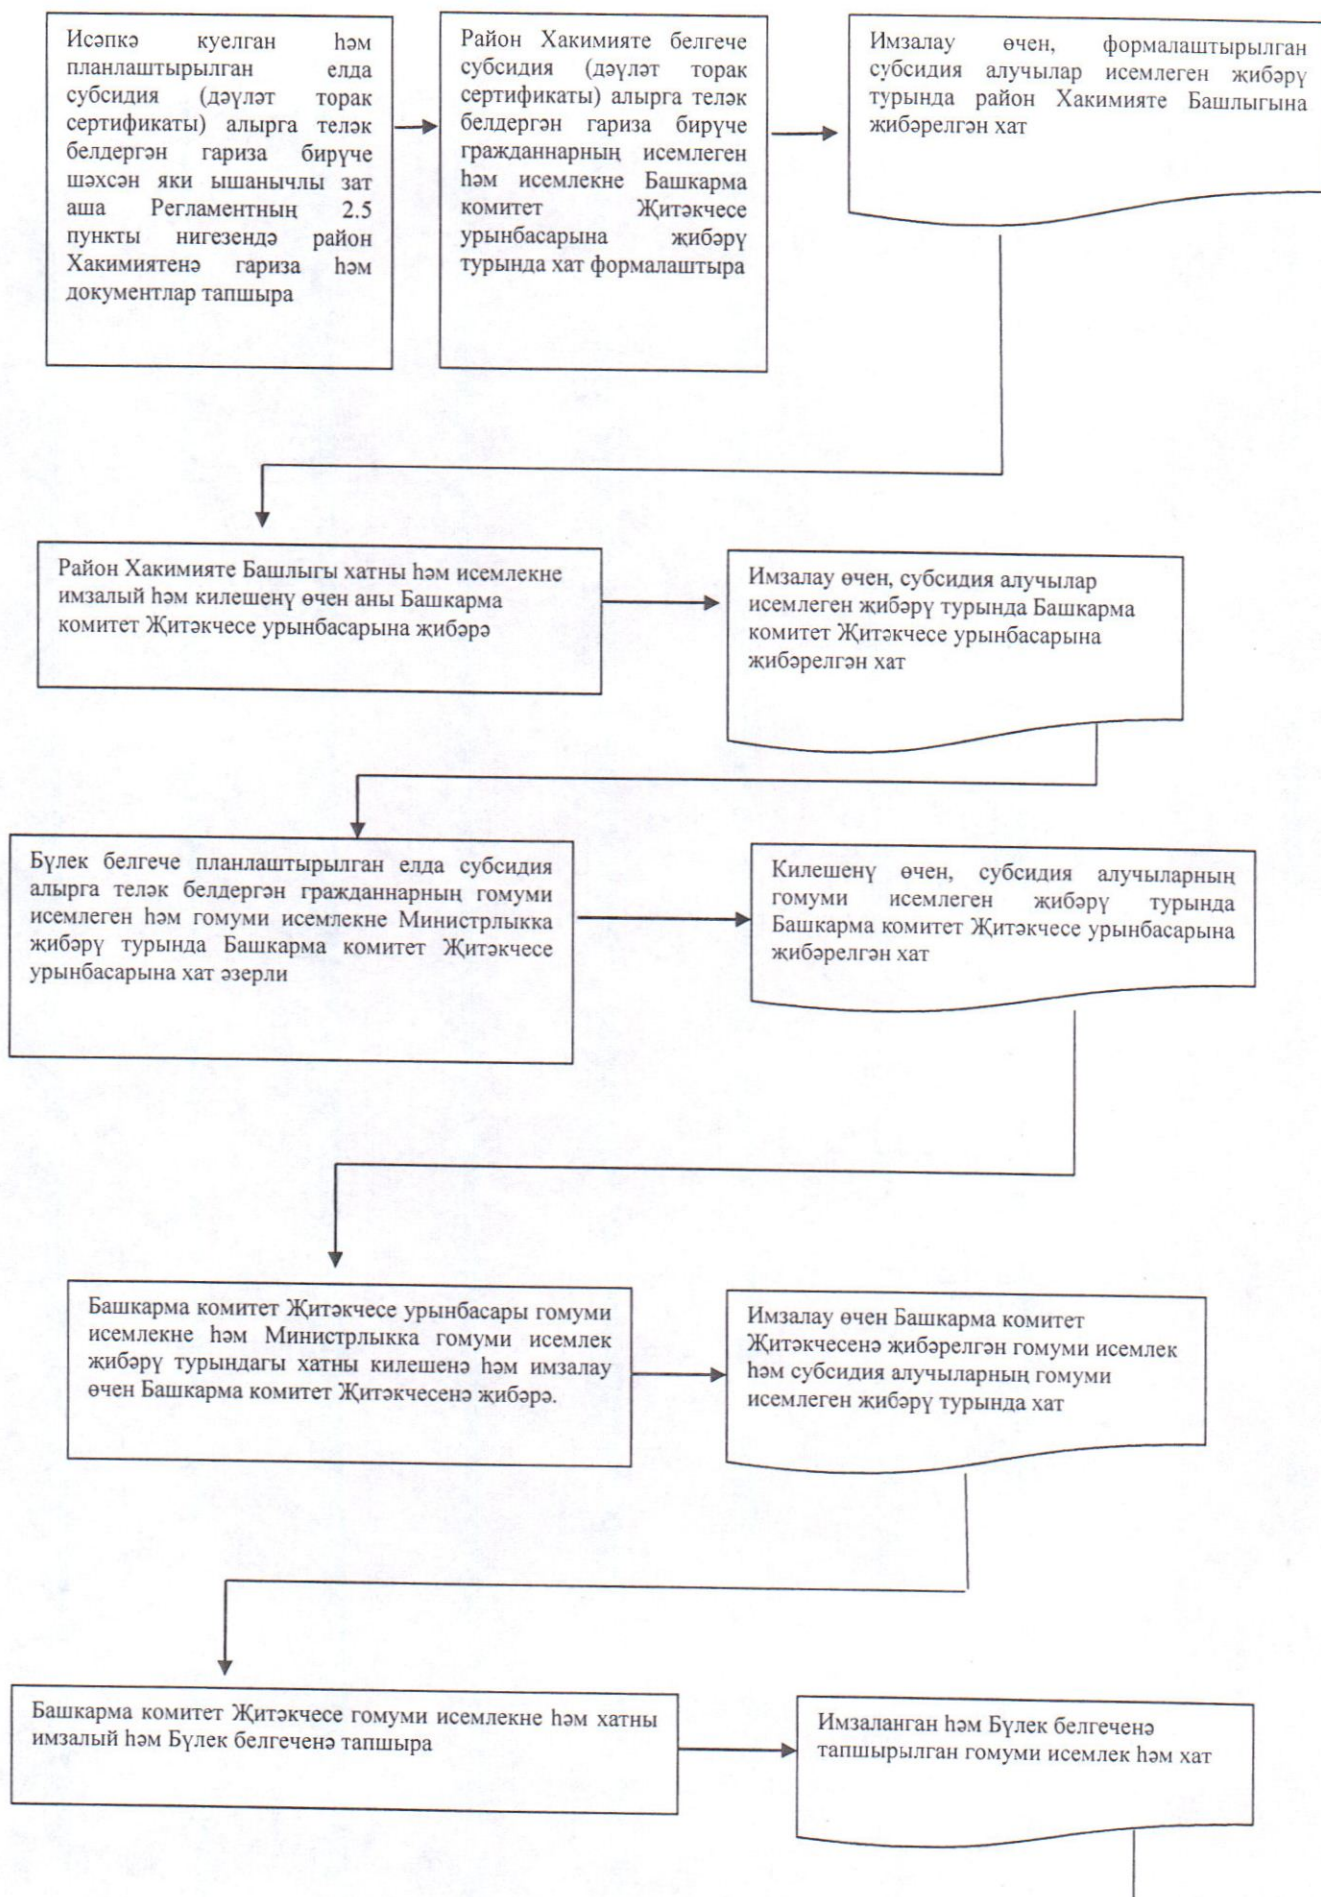 Исәпкә куелган һәм
планлаштырылган елда
субсидия (дәүләт торак
сертификаты) алырга теләк
белдергән гариза бирүче
шәхсән яки ышанычлы зат
аша Регламентның 2.5
пункты нигезендә район
Хакимиятенә гариза һәм
документлар тапшыра
Район Хакимияте белгече
субсидия (дәүләт торак
сертификаты) алырга теләк
белдергән гариза бирүче
гражданнарның исемлеген
һәм исемлекне Башкарма
комитет Җитәкчесе
урынбасарына җибәрү
турында хат формалаштыра
Имзалау өчен, формалаштырылган
субсидия алучылар исемлеген җибәрү
турында район Хакимияте Башлыгына
җибәрелгән хат
Район Хакимияте Башлыгы хатны һәм исемлекне
имзалый һәм килешенү өчен аны Башкарма
комитет Җитәкчесе урынбасарына җибәрә
Имзалау өчен, субсидия алучылар
исемлеген җибәрү турында Башкарма
комитет Җитәкчесе урынбасарына
җибәрелгән хат
Бүлек белгече планлаштырылган елда субсидия
алырга теләк белдергән гражданнарның гомуми
исемлеген һәм гомуми исемлекне Министрлыкка
җибәрү турында Башкарма комитет Җитәкчесе
урынбасарына хат әзерли
Килешенү өчен, субсидия алучыларның
гомуми исемлеген җибәрү турында
Башкарма комитет Җитәкчесе урынбасарына
җибәрелгән хат
Башкарма комитет Җитәкчесе урынбасары гомуми
исемлекне һәм Министрлыкка гомуми исемлек
җибәрү турындагы хатны килешенә һәм имзалау
өчен Башкарма комитет Җитәкчесенә җибәрә.
Имзалау өчен Башкарма комитет
Җитәкчесенә җибәрелгән гомуми исемлек
һәм субсидия алучыларның гомуми
исемлеген җибәрү турында хат
Башкарма комитет Җитәкчесе гомуми исемлекне һәм хатны
имзалый һәм Бүлек белгеченә тапшыра
Имзаланган һәм Бүлек белгеченә
тапшырылган гомуми исемлек һәм хат